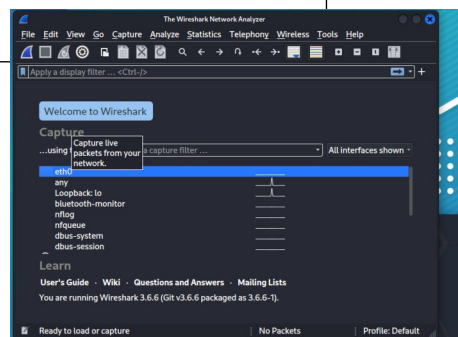 The Wireshark Network Analyzer
File Edit View Go Capture Analyze Statistics Telephony Wireless Tools Help
Apply a display filter ... <Ctrl-/>
Welcome to Wireshark
Capture
...using a capture filter ... All interfaces shown
Capture live
packets from your
network.
eth0
any
Loopback: lo
bluetooth-monitor
nflog
nfqueue
dbus-system
dbus-session
Learn
User's Guide · Wiki · Questions and Answers · Mailing Lists
You are running Wireshark 3.6.6 (Git v3.6.6 packaged as 3.6.6-1).
Ready to load or capture No Packets Profile: Default